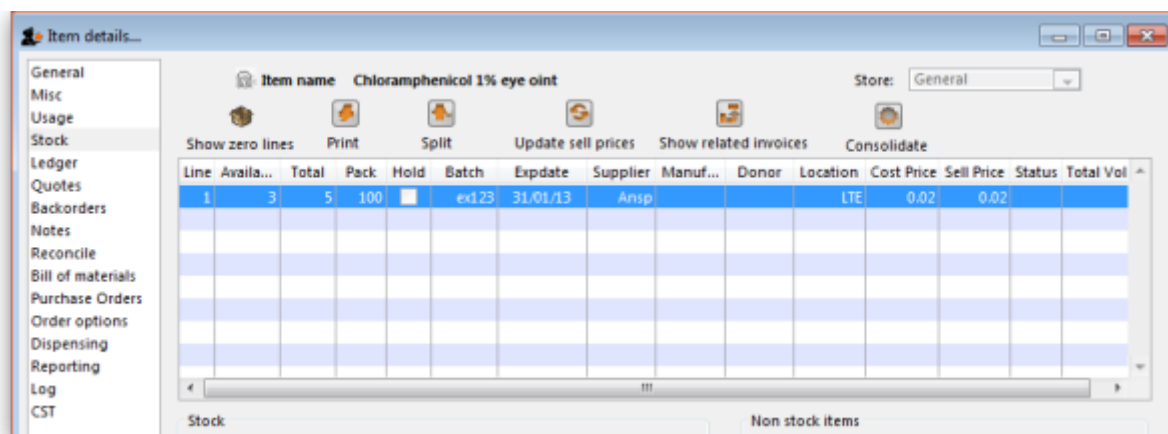 Item details...
General
Misc
Usage
Stock
Ledger
Quotes
Backorders
Notes
Reconcile
Bill of materials
Purchase Orders
Order options
Dispensing
Reporting
Log
CST
Item name Chloramphenicol 1% eye oint
Store: General
Show zero lines Print Split Update sell prices Show related invoices Consolidate
Line Availa... Total Pack Hold Batch Expdate Supplier Manuf... Donor Location Cost Price Sell Price Status Total Vol
1 3 5 100 ex123 31/01/13 Ansp LTE 0.02 0.02
Stock Non stock items